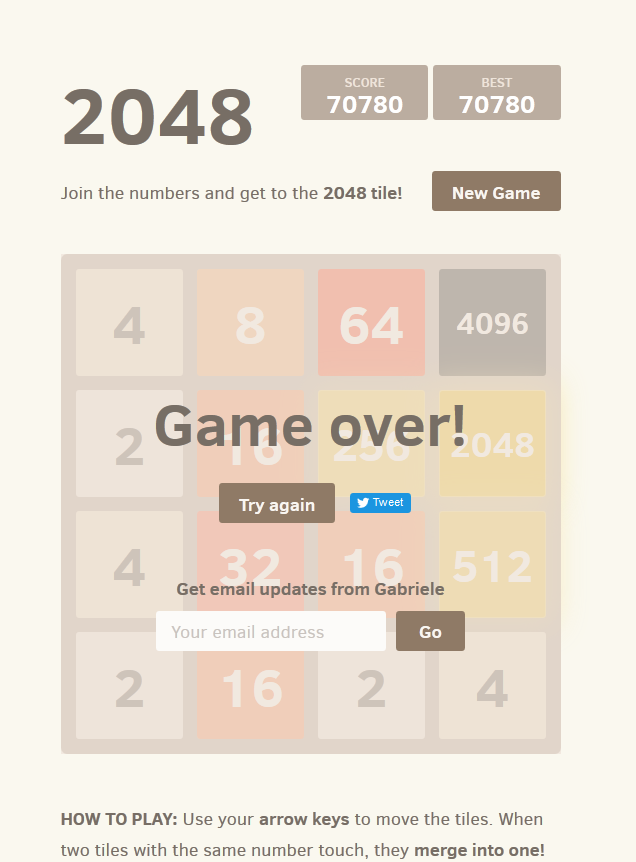 2048
SCORE
70780
BEST
70780
Join the numbers and get to the 2048 tile!
New Game
4 8 64 4096
2 16 256 2048
Game over!
Try again
Tweet
4 32 16 512
Get email updates from Gabriele
Your email address
Go
2 16 2 4
HOW TO PLAY: Use your arrow keys to move the tiles. When
two tiles with the same number touch, they merge into one!